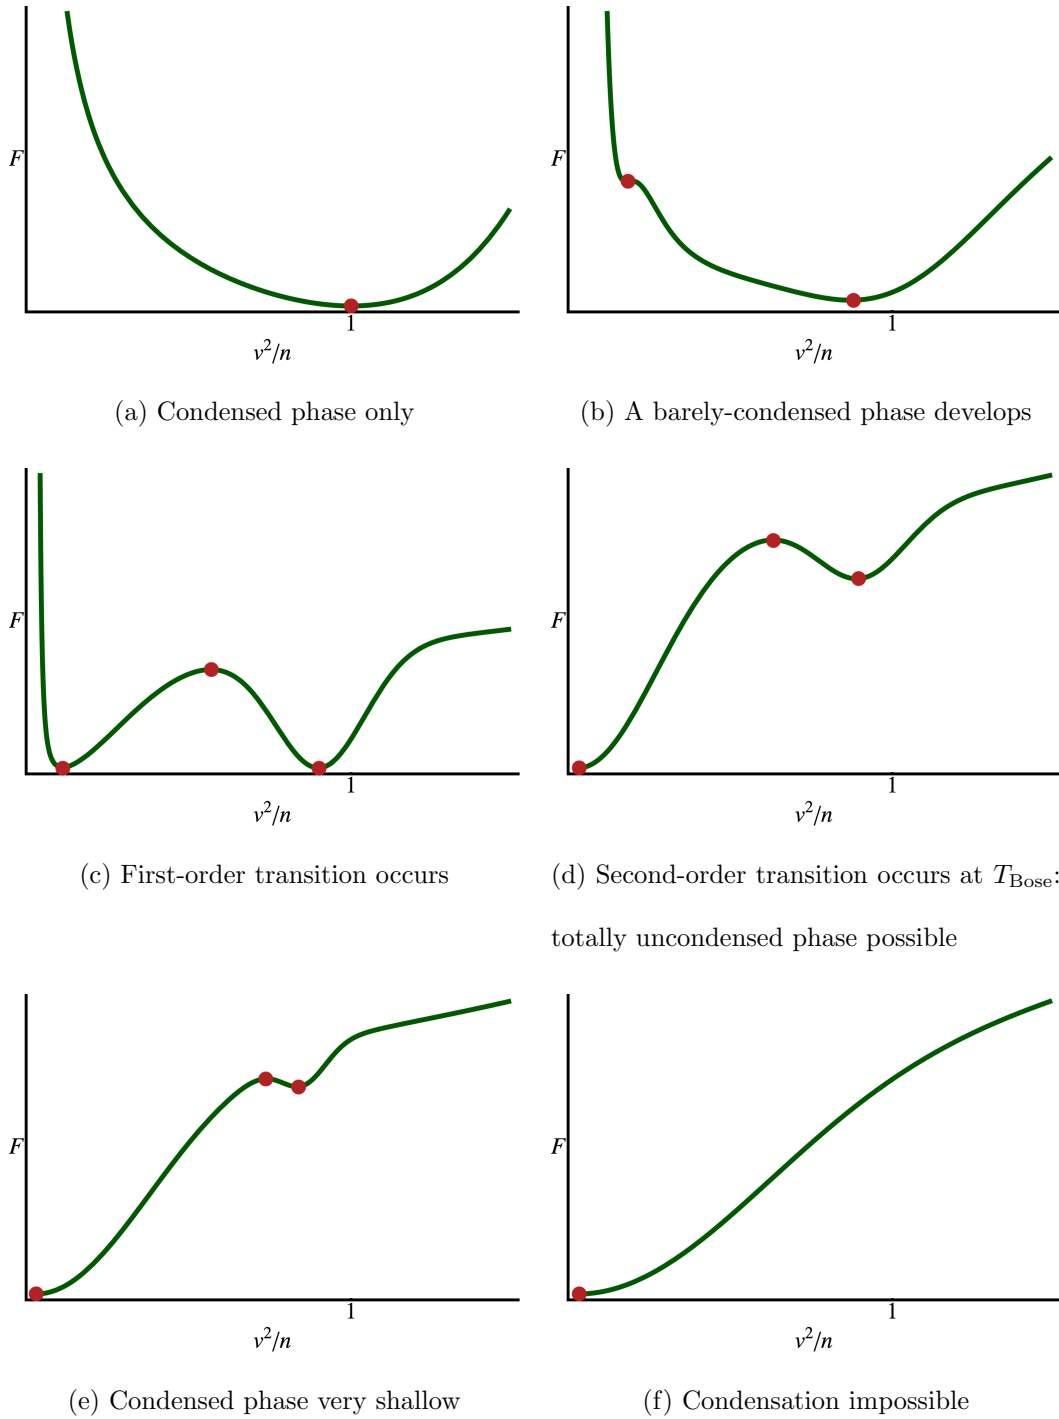 F
F
1
1
v²/n
v²/n
(a) Condensed phase only
(b) A barely-condensed phase develops
F
F
1
1
v²/n
v²/n
(c) First-order transition occurs
(d) Second-order transition occurs at T_Bose:
totally uncondensed phase possible
F
F
1
1
v²/n
v²/n
(e) Condensed phase very shallow
(f) Condensation impossible